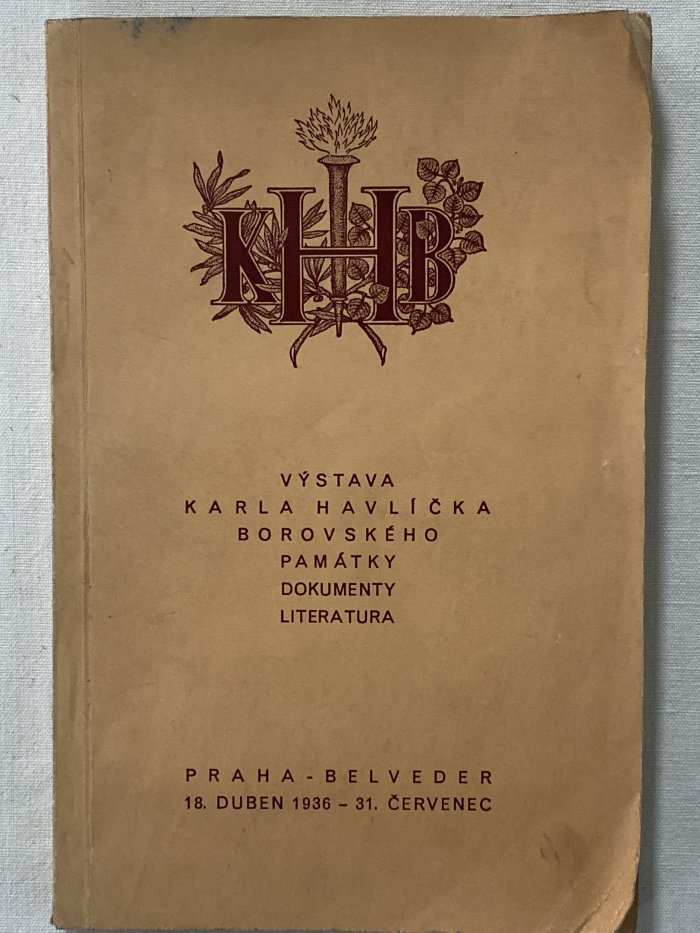 KHB
VÝSTAVA
KARLA HAVLÍČKA
BOROVSKÉHO
PAMÁTKY
DOKUMENTY
LITERATURA
PRAHA - BELVEDER
18. DUBEN 1936 – 31. ČERVENEC